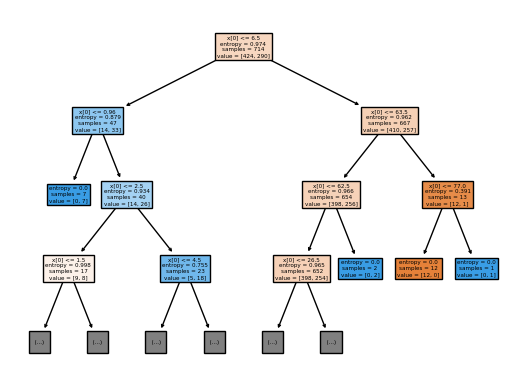 x[0] <= 6.5
entropy = 0.974
samples = 714
value = [424, 290]
x[0] <= 0.96
entropy = 0.879
samples = 47
value = [14, 33]
x[0] <= 63.5
entropy = 0.962
samples = 667
value = [410, 257]
entropy = 0.0
samples = 7
value = [0, 7]
x[0] <= 2.5
entropy = 0.934
samples = 40
value = [14, 26]
x[0] <= 62.5
entropy = 0.966
samples = 654
value = [398, 256]
x[0] <= 77.0
entropy = 0.391
samples = 13
value = [12, 1]
x[0] <= 1.5
entropy = 0.998
samples = 17
value = [9, 8]
x[0] <= 4.5
entropy = 0.755
samples = 23
value = [5, 18]
x[0] <= 26.5
entropy = 0.965
samples = 652
value = [398, 254]
entropy = 0.0
samples = 2
value = [0, 2]
entropy = 0.0
samples = 12
value = [12, 0]
entropy = 0.0
samples = 1
value = [0, 1]
(...)
(...)
(...)
(...)
(...)
(...)